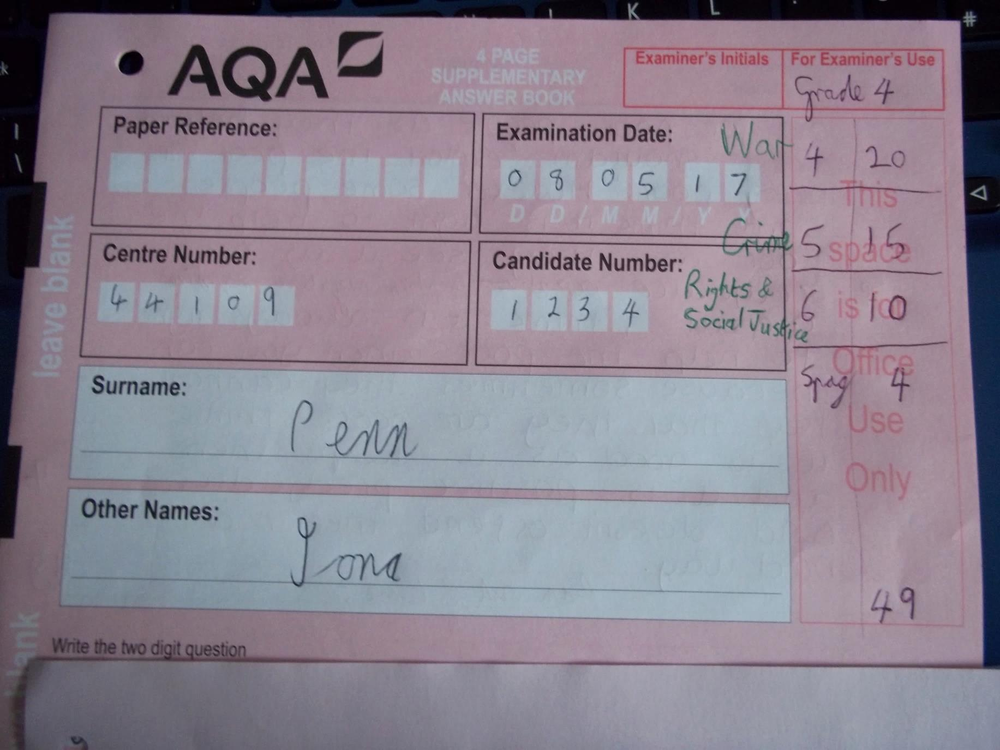 K L #
AQA
4 PAGE
SUPPLEMENTARY
ANSWER BOOK
Examiner's Initials
For Examiner's Use
Grade 4
Paper Reference:
Examination Date:
War
4 20
0 8 0 5 1 7
D D / M M / Y Y
This
Crime
5 15
space
Centre Number:
4 4 1 0 9
Candidate Number:
1 2 3 4
Rights &
Social Justice
6 10
is for
Office
Spag 4
Use
Only
49
leave blank
Surname:
Penn
Other Names:
Iona
Write the two digit question
blank